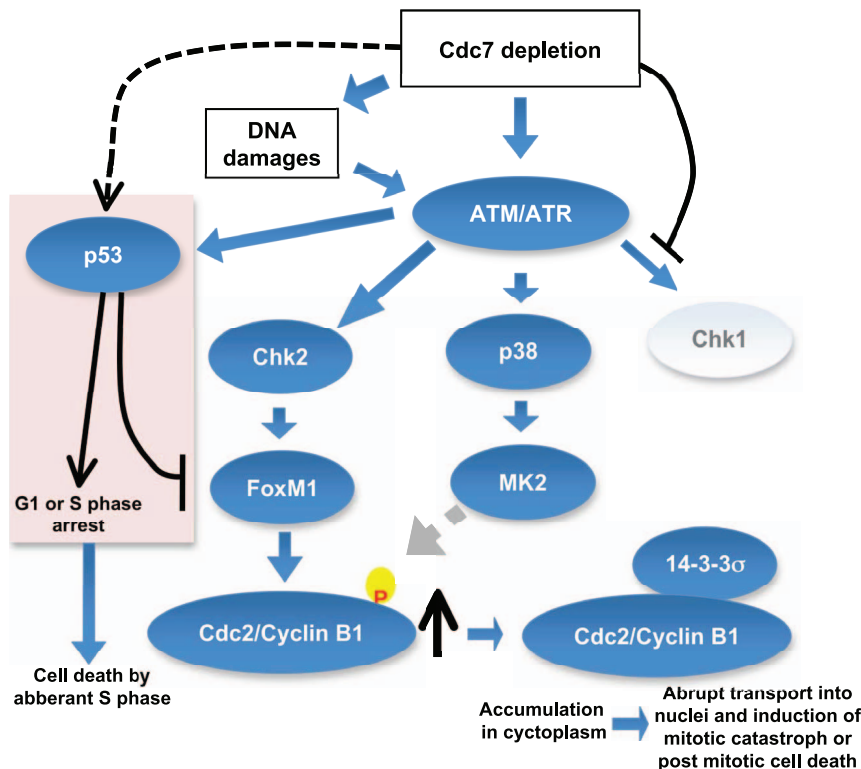 Cdc7 depletion
DNA
damages
ATM/ATR
p53
Chk2
p38
Chk1
FoxM1
MK2
G1 or S phase
arrest
14-3-3σ
P
Cdc2/Cyclin B1
Cdc2/Cyclin B1
Cell death by
abberant S phase
Accumulation
in cyctoplasm
Abrupt transport into
nuclei and induction of
mitotic catastroph or
post mitotic cell death